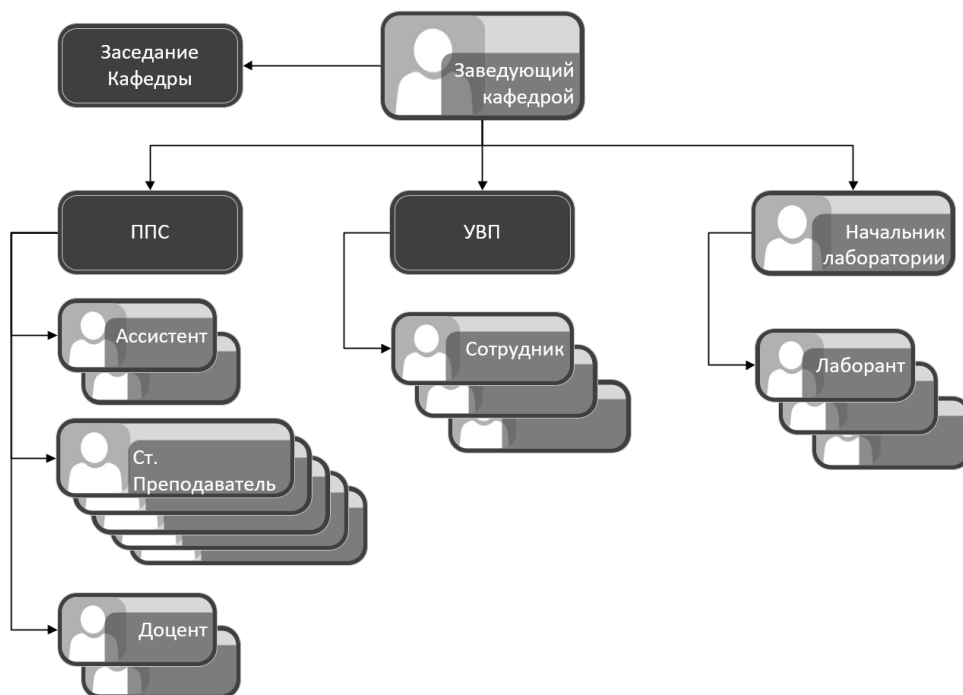 Заседание
Кафедры
Заведующий
кафедрой
ППС
УВП
Начальник
лаборатории
Ассистент
Сотрудник
Лаборант
Ст.
Преподаватель
Доцент